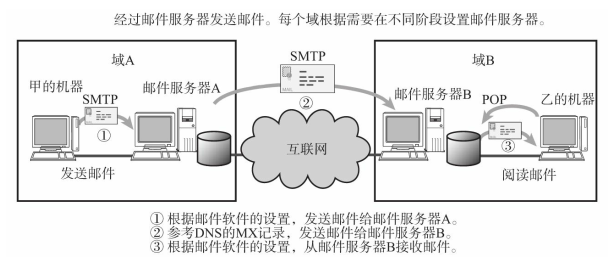 经过邮件服务器发送邮件。每个域根据需要在不同阶段设置邮件服务器。
域A
SMTP
域B
甲的机器
邮件服务器A
邮件服务器B
POP
乙的机器
SMTP
①
②
③
互联网
发送邮件
阅读邮件
① 根据邮件软件的设置，发送邮件给邮件服务器A。
② 参考DNS的MX记录，发送邮件给邮件服务器B。
③ 根据邮件软件的设置，从邮件服务器B接收邮件。